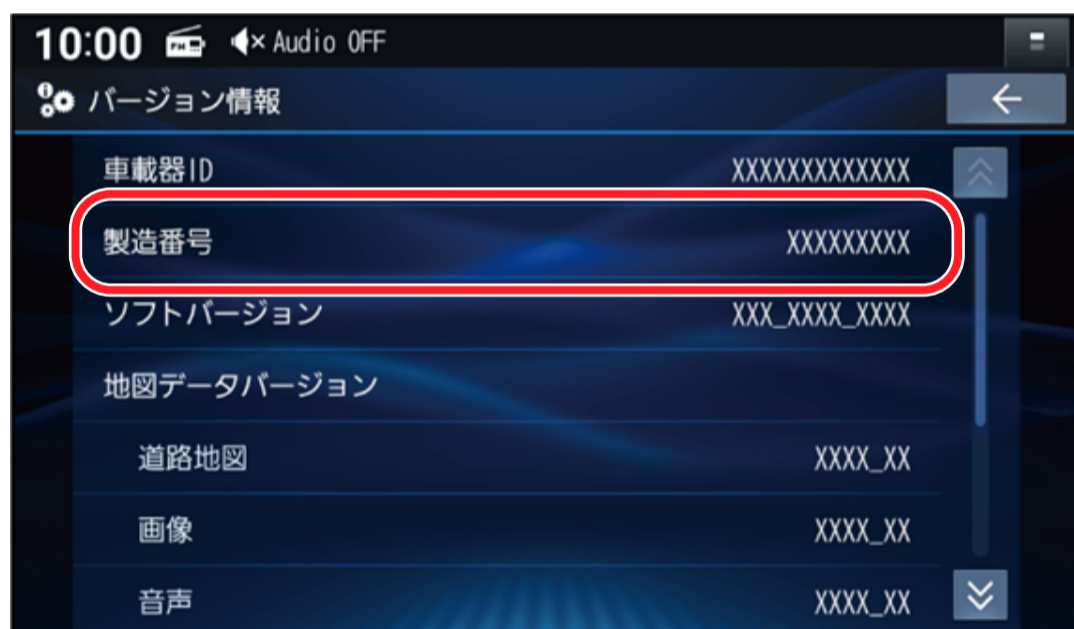 10:00 FM Audio OFF
バージョン情報
車載器ID XXXXXXXXXXXXX
製造番号 XXXXXXXXX
ソフトバージョン XXX_XXXX_XXXX
地図データバージョン
道路地図 XXXX_XX
画像 XXXX_XX
音声 XXXX_XX